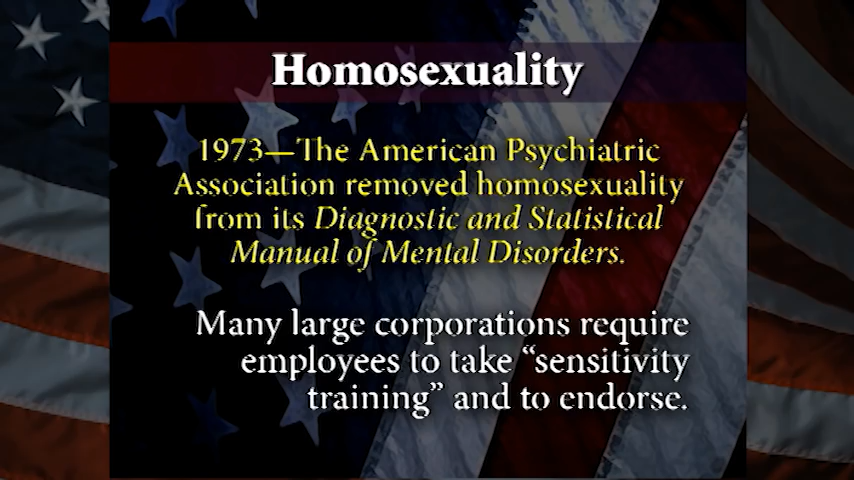 Homosexuality
1973—The American Psychiatric
Association removed homosexuality
from its Diagnostic and Statistical
Manual of Mental Disorders.
Many large corporations require
employees to take “sensitivity
training” and to endorse.